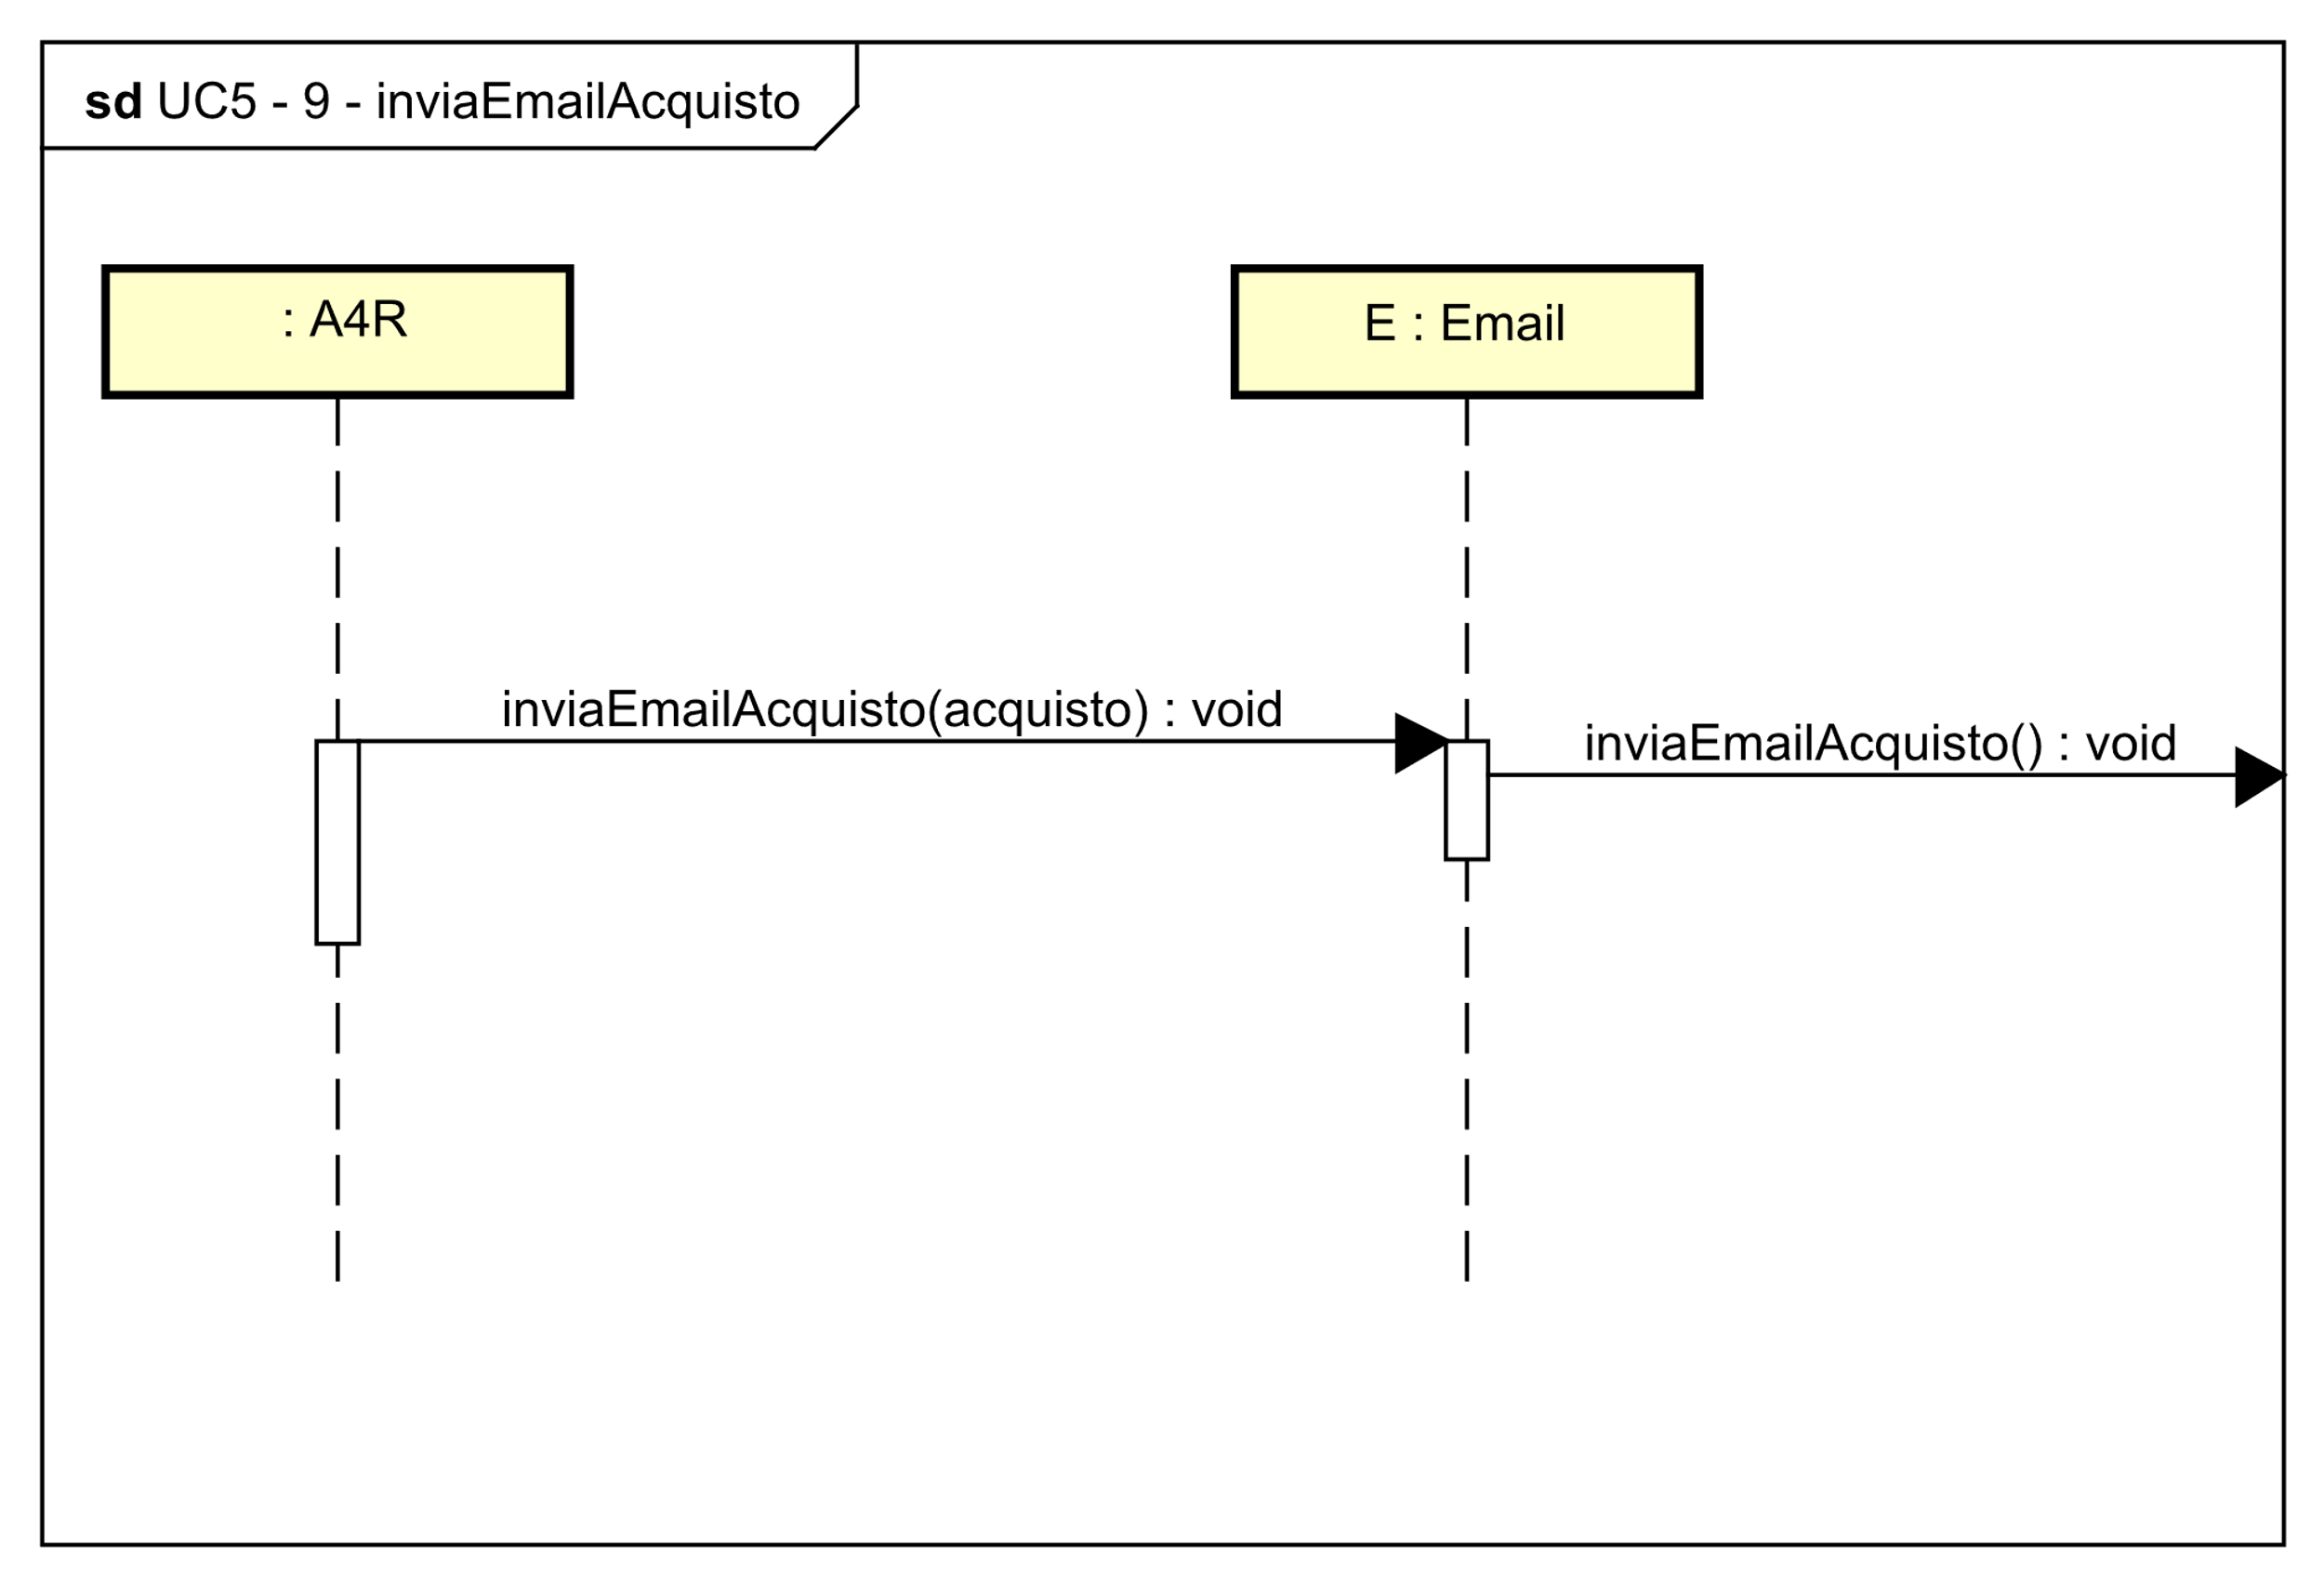 sd UC5 - 9 - inviaEmailAcquisto
: A4R
E : Email
inviaEmailAcquisto(acquisto) : void
inviaEmailAcquisto() : void